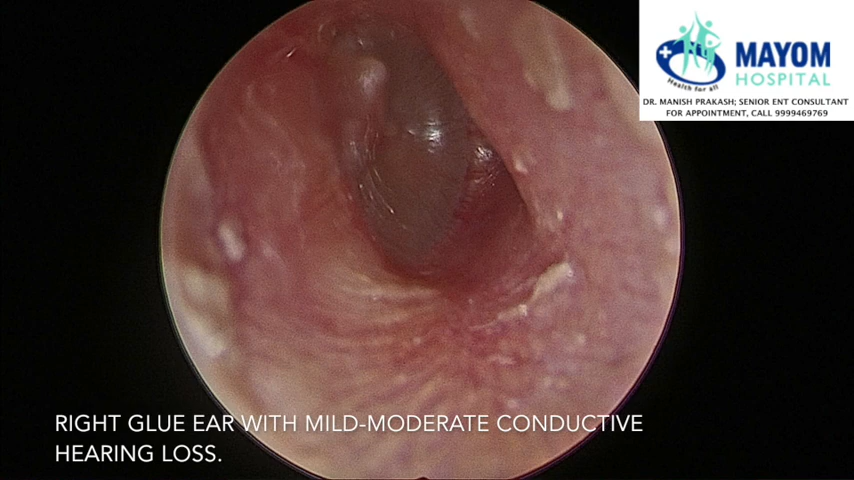 MAYOM
HOSPITAL
Health for all
DR. MANISH PRAKASH; SENIOR ENT CONSULTANT
FOR APPOINTMENT, CALL 9999469769
RIGHT GLUE EAR WITH MILD-MODERATE CONDUCTIVE
HEARING LOSS.